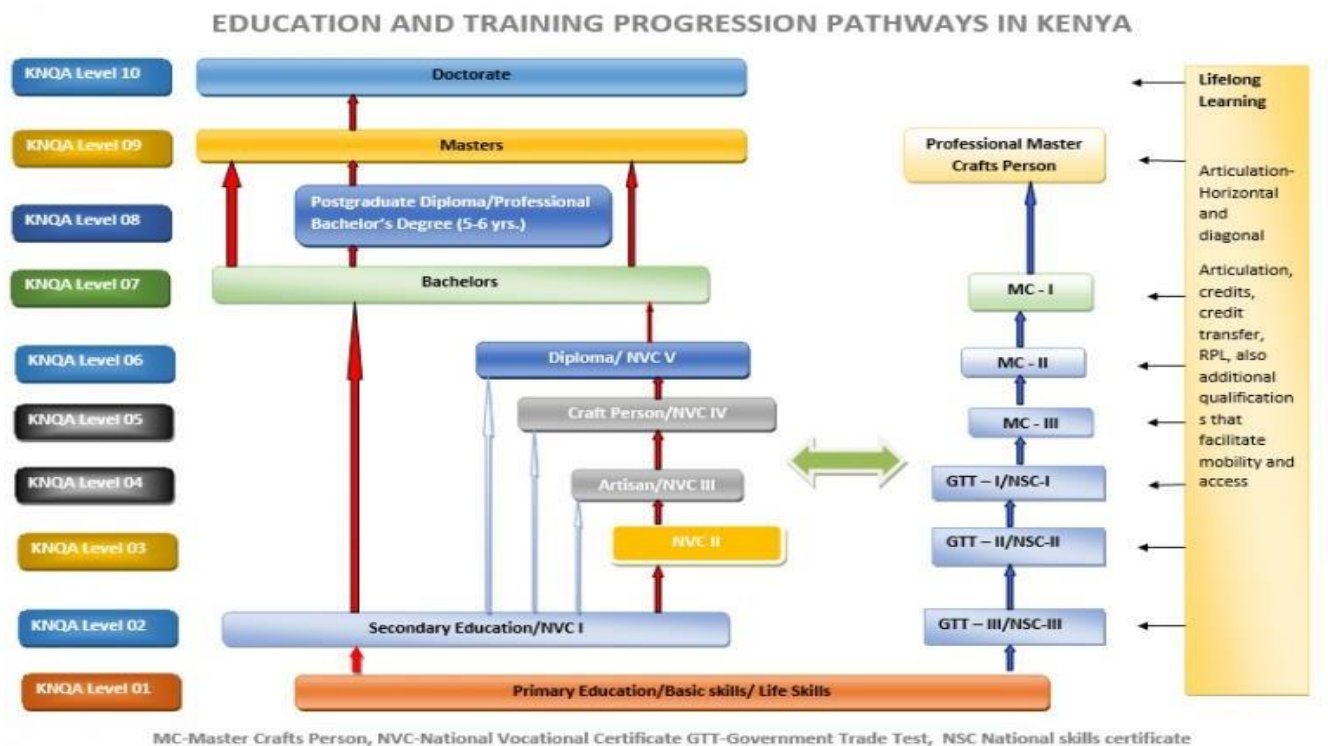 EDUCATION AND TRAINING PROGRESSION PATHWAYS IN KENYA
KNQA Level 10
Doctorate
KNQA Level 09
Masters
Professional Master
Crafts Person
KNQA Level 08
Postgraduate Diploma/Professional
Bachelor's Degree (5-6 yrs.)
KNQA Level 07
Bachelors
MC - I
KNQA Level 06
Diploma/ NVC V
MC - II
KNQA Level 05
Craft Person/NVC IV
MC - III
KNQA Level 04
Artisan/NVC III
GTT – I/NSC-I
KNQA Level 03
NVC II
GTT – II/NSC-II
KNQA Level 02
Secondary Education/NVC I
GTT – III/NSC-III
KNQA Level 01
Primary Education/Basic skills/ Life Skills
Lifelong
Learning
Articulation-
Horizontal
and
diagonal
Articulation,
credits,
credit
transfer,
RPL, also
additional
qualification
s that
facilitate
mobility and
access
MC-Master Crafts Person, NVC-National Vocational Certificate GTT-Government Trade Test, NSC National skills certificate